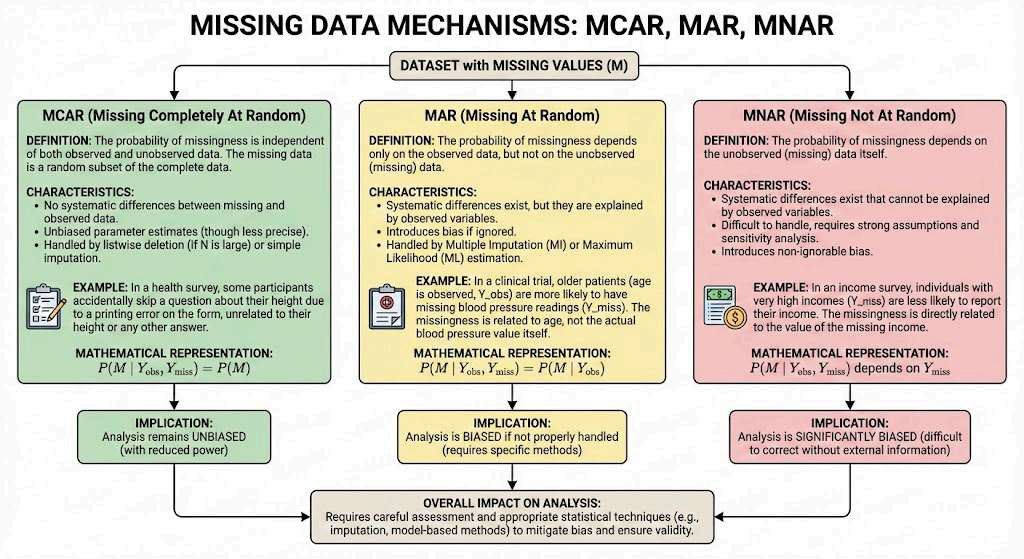 MISSING DATA MECHANISMS: MCAR, MAR, MNAR
DATASET with MISSING VALUES (M)
MCAR (Missing Completely At Random)
DEFINITION: The probability of missingness is independent
of both observed and unobserved data. The missing data
is a random subset of the complete data.
CHARACTERISTICS:
• No systematic differences between missing and
observed data.
• Unbiased parameter estimates (though less precise).
• Handled by listwise deletion (if N is large) or simple
imputation.
EXAMPLE: In a health survey, some participants
accidentally skip a question about their height due
to a printing error on the form, unrelated to their
height or any other answer.
MATHEMATICAL REPRESENTATION:
P(M | Y_obs, Y_miss) = P(M)
MAR (Missing At Random)
DEFINITION: The probability of missingness depends
only on the observed data, but not on the unobserved
(missing) data.
CHARACTERISTICS:
• Systematic differences exist, but they are explained
by observed variables.
• Introduces bias if ignored.
• Handled by Multiple Imputation (MI) or Maximum
Likelihood (ML) estimation.
EXAMPLE: In a clinical trial, older patients (age
is observed, Y_obs) are more likely to have
missing blood pressure readings (Y_miss). The
missingness is related to age, not the actual
blood pressure value itself.
MATHEMATICAL REPRESENTATION:
P(M | Y_obs, Y_miss) = P(M | Y_obs)
MNAR (Missing Not At Random)
DEFINITION: The probability of missingness depends on
the unobserved (missing) data itself.
CHARACTERISTICS:
• Systematic differences exist that cannot be explained
by observed variables.
• Difficult to handle, requires strong assumptions and
sensitivity analysis.
• Introduces non-ignorable bias.
EXAMPLE: In an income survey, individuals with
very high incomes (Y_miss) are less likely to report
their income. The missingness is directly related
to the value of the missing income.
MATHEMATICAL REPRESENTATION:
P(M | Y_obs, Y_miss) depends on Y_miss
IMPLICATION:
Analysis remains UNBIASED
(with reduced power)
IMPLICATION:
Analysis is BIASED if not properly handled
(requires specific methods)
IMPLICATION:
Analysis is SIGNIFICANTLY BIASED (difficult
to correct without external information)
OVERALL IMPACT ON ANALYSIS:
Requires careful assessment and appropriate statistical techniques (e.g.,
imputation, model-based methods) to mitigate bias and ensure validity.